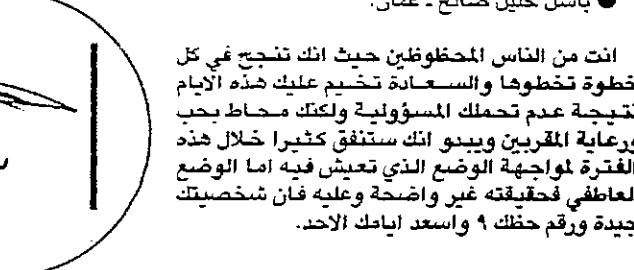 ● باسل خليل صالح - عمان:
انت من الناس المحظوظين حيث انك تنجح في كل
خطوة تخطوها والسعادة تخيم عليك هذه الايام
نتيجة عدم تحملك المسؤولية ولكنك محاط بحب
ورعاية المقربين ويبدو انك ستنفق كثيرا خلال هذه
الفترة لمواجهة الوضع الذي تعيش فيه اما الوضع
العاطفي فحقيقته غير واضحة وعليه فان شخصيتك
جيدة ورقم حظك ٩ واسعد ايامك الاحد.